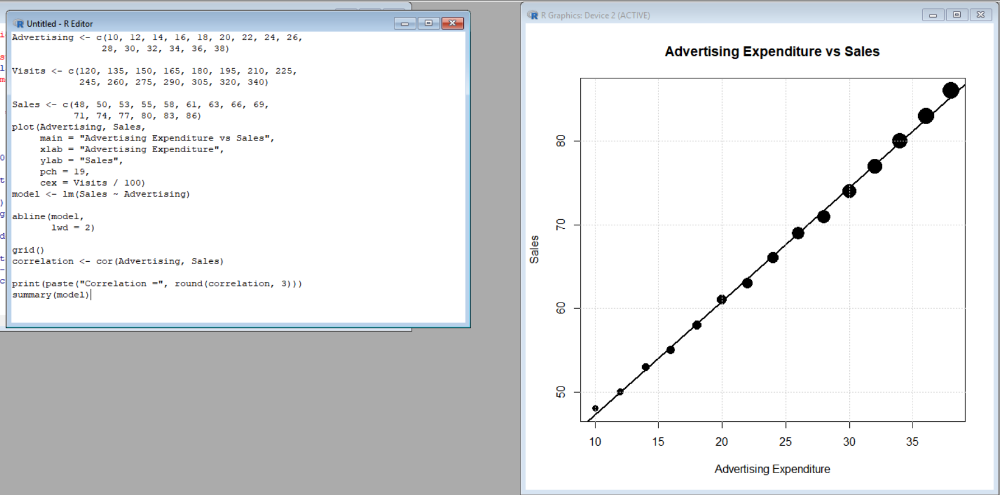 Untitled - R Editor
Advertising <- c(10, 12, 14, 16, 18, 20, 22, 24, 26,
                28, 30, 32, 34, 36, 38)
Visits <- c(120, 135, 150, 165, 180, 195, 210, 225,
            245, 260, 275, 290, 305, 320, 340)
Sales <- c(48, 50, 53, 55, 58, 61, 63, 66, 69,
           71, 74, 77, 80, 83, 86)
plot(Advertising, Sales,
     main = "Advertising Expenditure vs Sales",
     xlab = "Advertising Expenditure",
     ylab = "Sales",
     pch = 19,
     cex = Visits / 100)
model <- lm(Sales ~ Advertising)
abline(model,
       lwd = 2)
grid()
correlation <- cor(Advertising, Sales)
print(paste("Correlation =", round(correlation, 3)))
summary(model)
R Graphics: Device 2 (ACTIVE)
Advertising Expenditure vs Sales
80
70
60
50
Sales
10 15 20 25 30 35
Advertising Expenditure